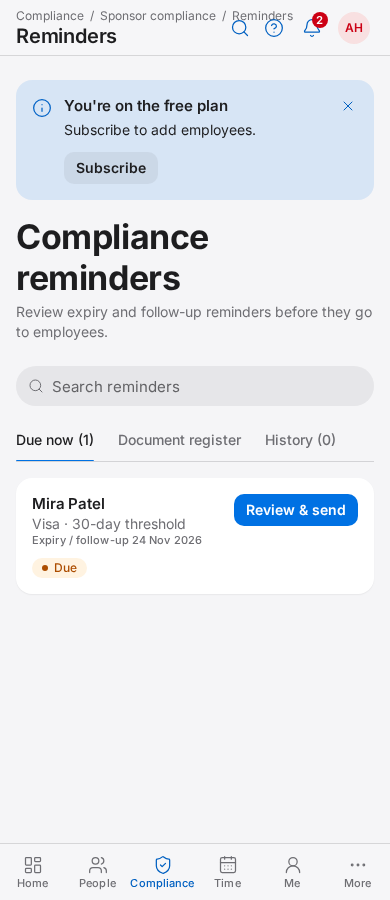 Compliance / Sponsor compliance / Reminders
Reminders
2
AH
You're on the free plan
Subscribe to add employees.
Subscribe
Compliance
reminders
Review expiry and follow-up reminders before they go
to employees.
Search reminders
Due now (1) Document register History (0)
Mira Patel
Review & send
Visa · 30-day threshold
Expiry / follow-up 24 Nov 2026
Due
Home People Compliance Time Me More